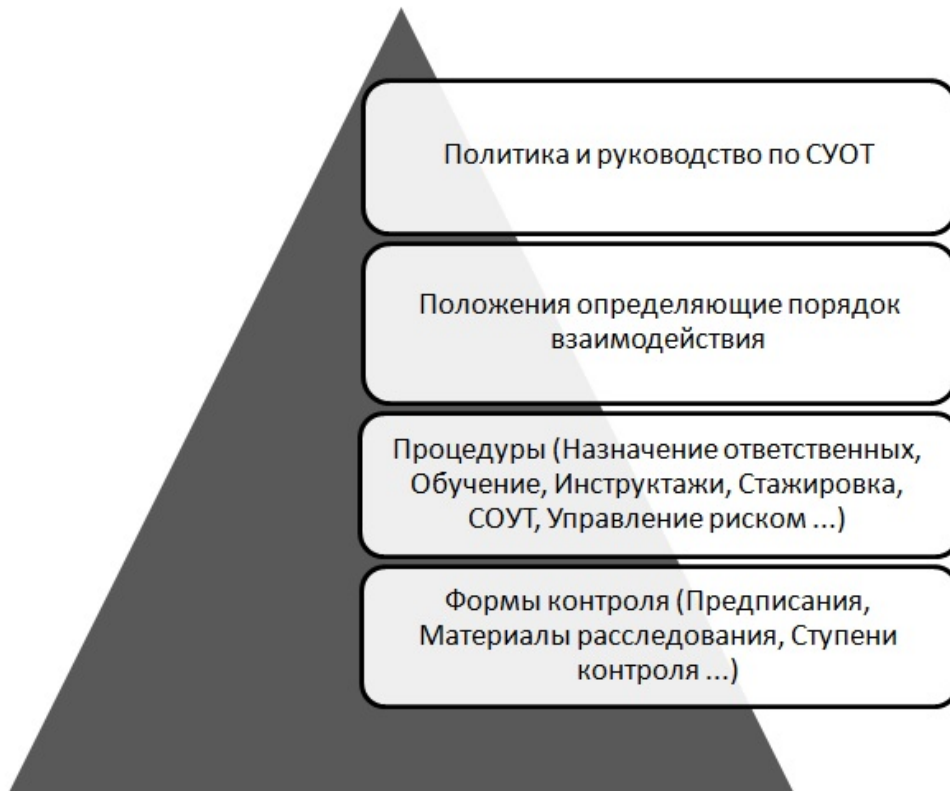 Политика и руководство по СУОТ
Положения определяющие порядок
взаимодействия
Процедуры (Назначение ответственных,
Обучение, Инструктажи, Стажировка,
СОУТ, Управление риском ...)
Формы контроля (Предписания,
Материалы расследования, Ступени
контроля ...)